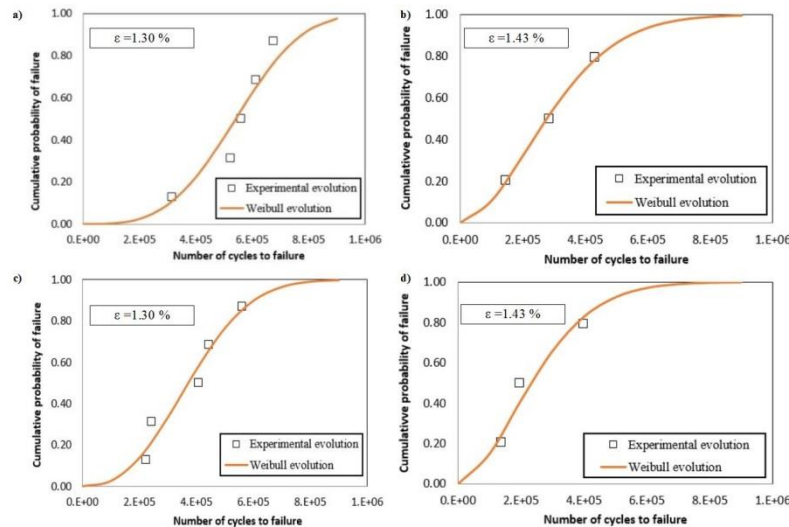 a)
Cumulative probability of failure
1.00
0.80
0.60
0.40
0.20
0.00
ε =1.30 %
Experimental evolution
Weibull evolution
0.E+00 2.E+05 4.E+05 6.E+05 8.E+05 1.E+06
Number of cycles to failure
b)
Cumulativve probability of failure
1.00
0.80
0.60
0.40
0.20
0.00
ε =1.43 %
Experimental evolution
Weibull evolution
0.E+00 2.E+05 4.E+05 6.E+05 8.E+05 1.E+06
Number of cycles to failure
c)
Cumulative probability of failure
1.00
0.80
0.60
0.40
0.20
0.00
ε =1.30 %
Experimental evolution
Weibull evolution
0.E+00 2.E+05 4.E+05 6.E+05 8.E+05 1.E+06
Number of cycles to failure
d)
Cumulativve probability of failure
1.00
0.80
0.60
0.40
0.20
0.00
ε =1.43 %
Experimental evolution
Weibull evolution
0.E+00 2.E+05 4.E+05 6.E+05 8.E+05 1.E+06
Number of cycles to failure